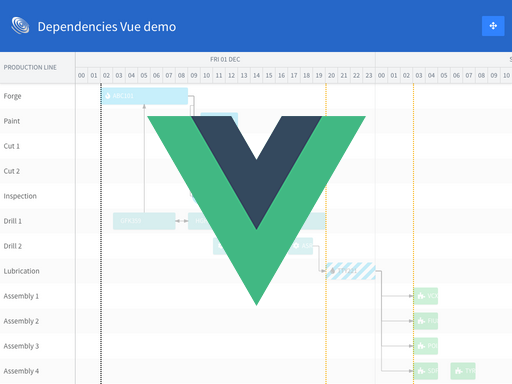 Dependencies Vue demo
PRODUCTION LINE
FRI 01 DEC
00 01 02 03 04 05 06 07 08 09 10 11 12 13 14 15 16 17 18 19 20 21 22 23 00 01 02 03 04 05 06 07 08 09 10
Forge
Paint
Cut 1
Cut 2
Inspection
Drill 1
Drill 2
Lubrication
Assembly 1
Assembly 2
Assembly 3
Assembly 4